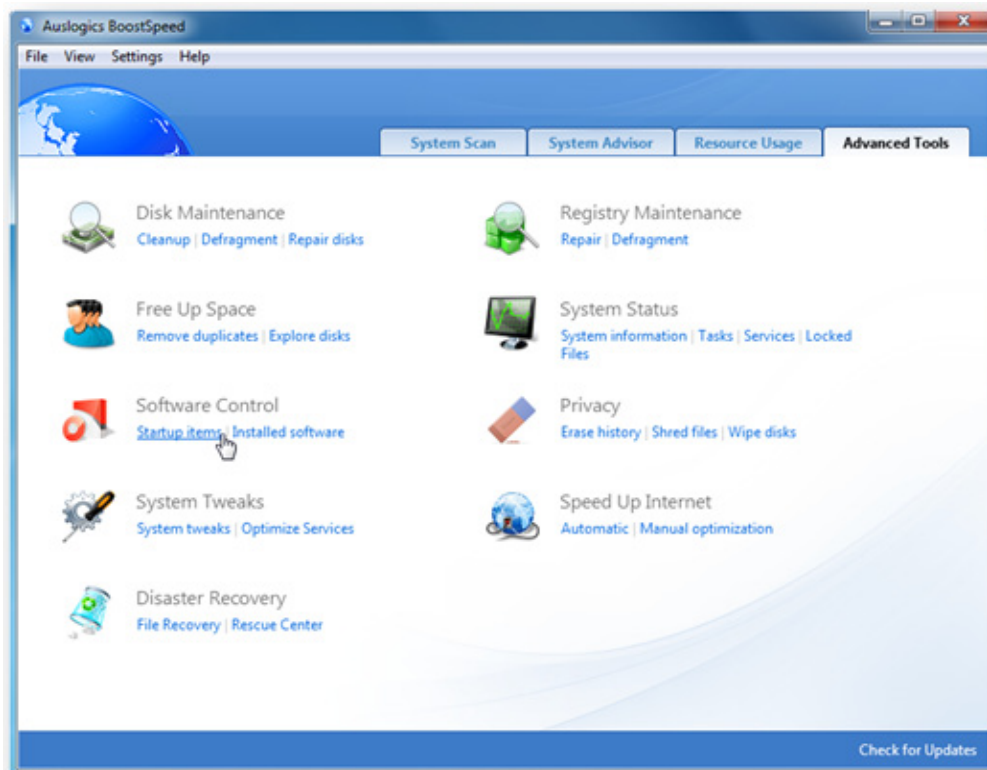 Auslogics BoostSpeed
File View Settings Help
System Scan System Advisor Resource Usage Advanced Tools
Disk Maintenance
Cleanup | Defragment | Repair disks
Registry Maintenance
Repair | Defragment
Free Up Space
Remove duplicates | Explore disks
System Status
System information | Tasks | Services | Locked
Files
Software Control
Startup items | Installed software
Privacy
Erase history | Shred files | Wipe disks
System Tweaks
System tweaks | Optimize Services
Speed Up Internet
Automatic | Manual optimization
Disaster Recovery
File Recovery | Rescue Center
Check for Updates